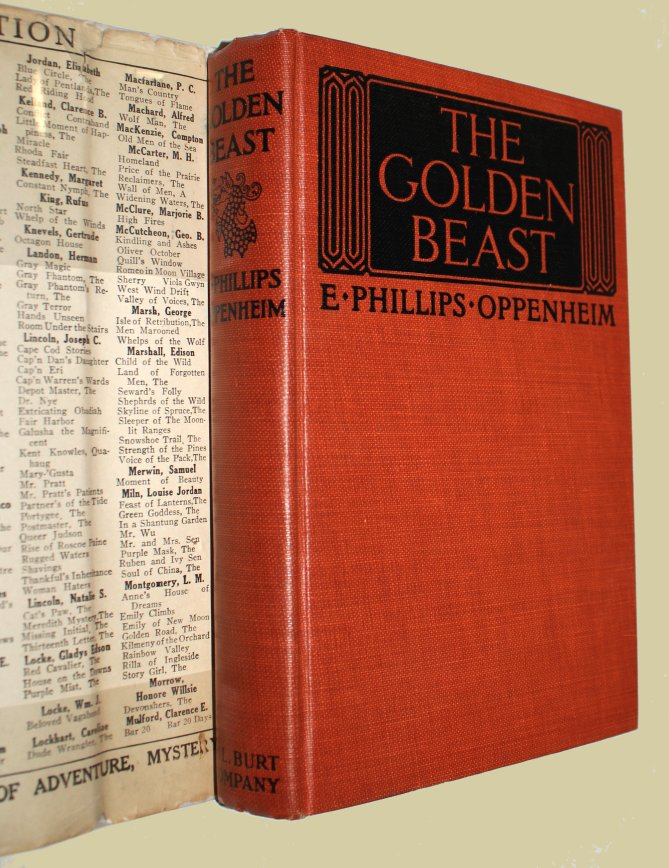 TION
Jordan, Elizabeth
Blue Circle, The
Lady of Pentlands, The
Red Riding Hood
Kelland, Clarence B.
Conflict Contraband
Little Moment of Hap-
piness, The
Miracle
Rhoda Fair
Steadfast Heart, The
Kennedy, Margaret
Constant Nymph, The
King, Rufus
North Star
Whelp of the Winds
Knevels, Gertrude
Octagon House
Landon, Herman
Gray Magic
Gray Phantom, The
Gray Phantom's Re-
turn, The
Gray Terror
Hands Unseen
Room Under the Stairs
Lincoln, Joseph C.
Cape Cod Stories
Cap'n Dan's Daughter
Cap'n Eri
Cap'n Warren's Wards
Depot Master, The
Dr. Nye
Extricating Obadiah
Fair Harbor
Galusha the Magnifi-
cent
Kent Knowles, Qua-
haug
Mary-'Gusta
Mr. Pratt
Mr. Pratt's Patients
Partner's of the Tide
Portygee, The
Postmaster, The
Queer Judson
Rise of Roscoe Paine
Rugged Waters
Shavings
Thankful's Inheritance
Woman Haters
Lincoln, Natalie S.
Cat's Paw, The
Meredith Mystery, The
Missing Initial, The
Thirteenth Letter, The
Locke, Gladys Edson
Red Cavalier, The
House on the Downs
Purple Mist, The
Locke, Wm. J.
Beloved Vagabond
Lockhart, Caroline
Dude Wrangler, The
Macfarlane, P. C.
Man's Country
Tongues of Flame
Machard, Alfred
Wolf Man, The
MacKenzie, Compton
Old Men of the Sea
McCarter, M. H.
Homeland
Price of the Prairie
Reclaimers, The
Wall of Men, A
Widening Waters, The
McClure, Marjorie B.
High Fires
McCutcheon, Geo. B.
Kindling and Ashes
Oliver October
Quill's Window
Romeo in Moon Village
Sherry Viola Gwyn
West Wind Drift
Valley of Voices, The
Marsh, George
Isle of Retribution, The
Men Marooned
Whelps of the Wolf
Marshall, Edison
Child of the Wild
Land of Forgotten
Men, The
Seward's Folly
Shephrds of the Wild
Skyline of Spruce, The
Sleeper of The Moon-
lit Ranges
Snowshoe Trail, The
Strength of the Pines
Voice of the Pack, The
Merwin, Samuel
Moment of Beauty
Miln, Louise Jordan
Feast of Lanterns, The
Green Goddess, The
In a Shantung Garden
Mr. Wu
Mr. and Mrs. Sen
Purple Mask, The
Ruben and Ivy Sen
Soul of China, The
Montgomery, L. M.
Anne's House of
Dreams
Emily Climbs
Emily of New Moon
Golden Road, The
Kilmeny of the Orchard
Rainbow Valley
Rilla of Ingleside
Story Girl, The
Morrow,
Honore Willsie
Devonshers, The
Mulford, Clarence E.
Bar 20 Bar 20 Days
OF ADVENTURE, MYSTERY
THE
GOLDEN
BEAST
PHILLIPS
OPPENHEIM
L. BURT
COMPANY
THE
GOLDEN
BEAST
E·PHILLIPS·OPPENHEIM